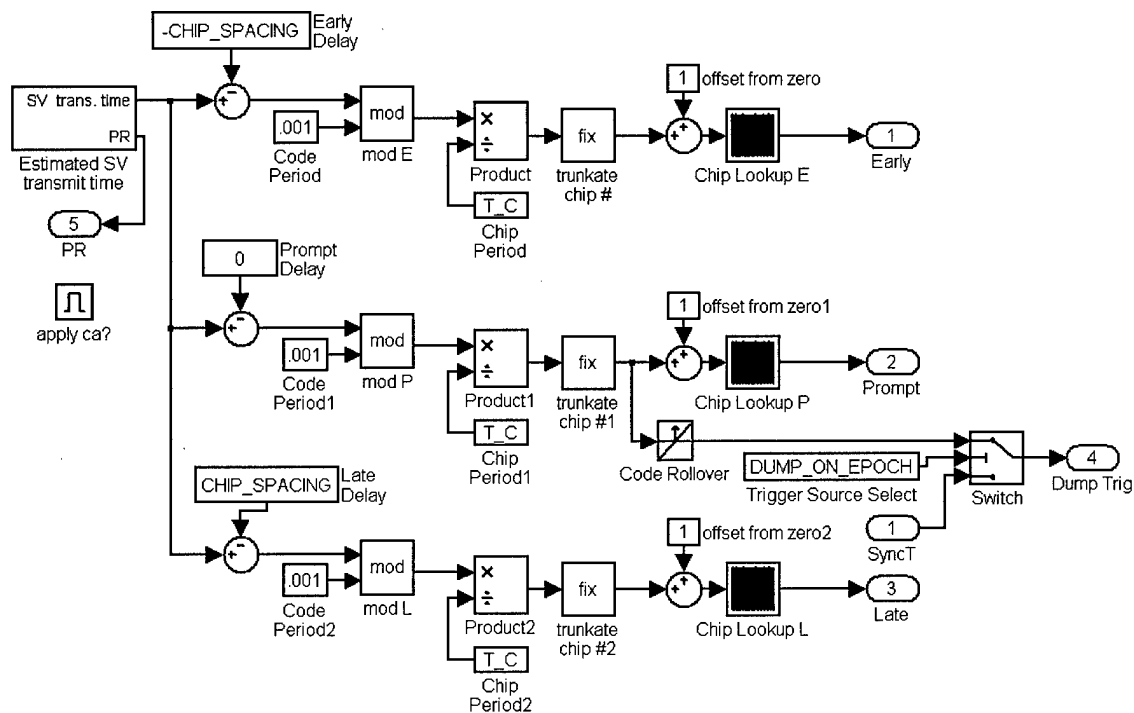 -CHIP_SPACING
Early
Delay
SV trans. time
PR
Estimated SV
transmit time
5
PR
apply ca?
.001
Code
Period
mod
mod E
Product
T_C
Chip
Period
fix
trunkate
chip #
1
offset from zero
Chip Lookup E
1
Early
0
Prompt
Delay
.001
Code
Period1
mod
mod P
Product1
T_C
Chip
Period1
fix
trunkate
chip #1
1
offset from zero1
Chip Lookup P
2
Prompt
Code Rollover
DUMP_ON_EPOCH
Trigger Source Select
1
SyncT
Switch
4
Dump Trig
CHIP_SPACING
Late
Delay
.001
Code
Period2
mod
mod L
Product2
T_C
Chip
Period2
fix
trunkate
chip #2
1
offset from zero2
Chip Lookup L
3
Late